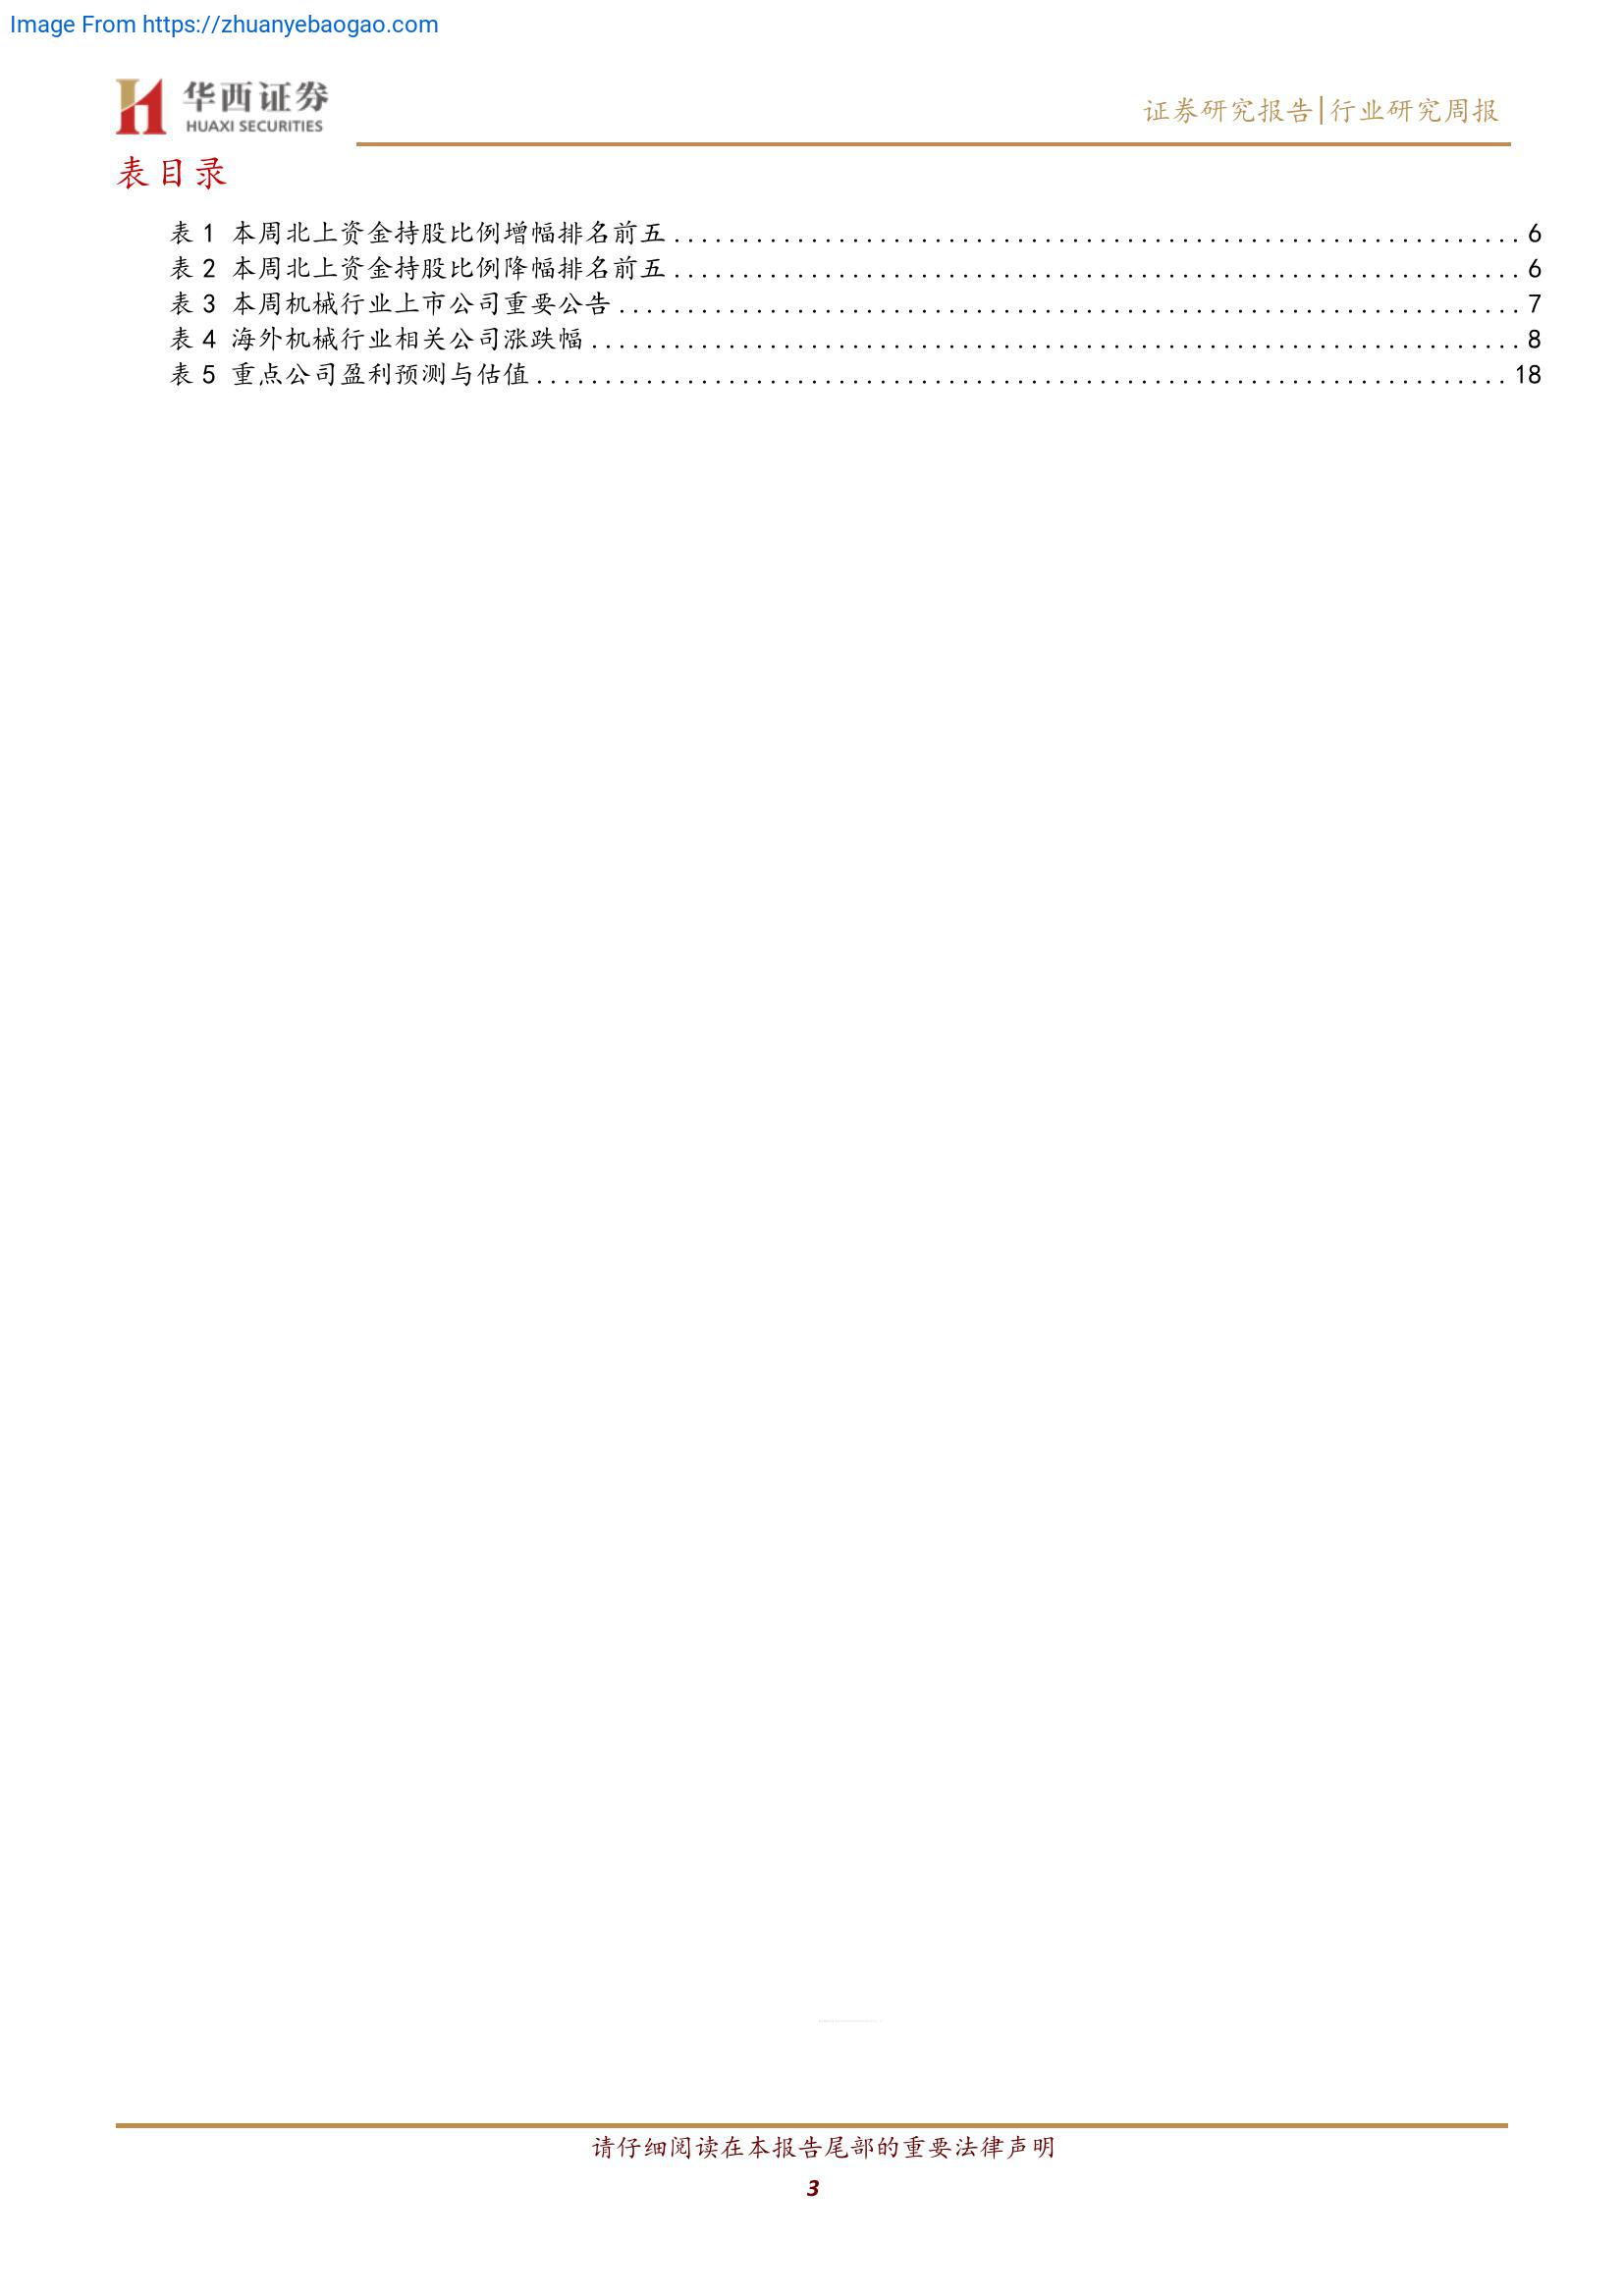 Image From https://zhuanyebaogao.com
华西证券
HUAXI SECURITIES
证券研究报告|行业研究周报
表目录
表 1 本周北上资金持股比例增幅排名前五.............................................................. 6
表 2 本周北上资金持股比例降幅排名前五.............................................................. 6
表 3 本周机械行业上市公司重要公告.................................................................. 7
表 4 海外机械行业相关公司涨跌幅.................................................................... 8
表 5 重点公司盈利预测与估值....................................................................... 18
请仔细阅读在本报告尾部的重要法律声明
3